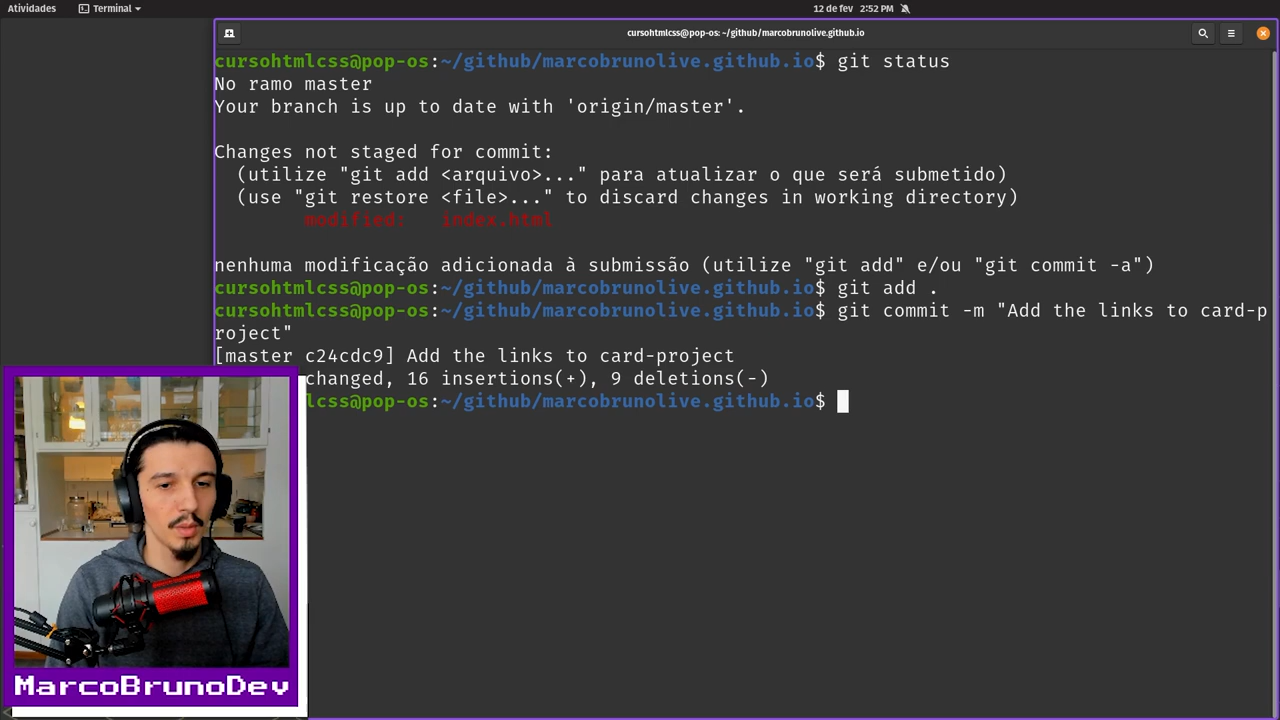 Atividades
Terminal
12 de fev 2:52 PM
cursohtmlcss@pop-os: ~/github/marcobrunolive.github.io
cursohtmlcss@pop-os:~/github/marcobrunolive.github.io$ git status
No ramo master
Your branch is up to date with 'origin/master'.
Changes not staged for commit:
(utilize "git add <arquivo>..." para atualizar o que será submetido)
(use "git restore <file>..." to discard changes in working directory)
modified: index.html
nenhuma modificação adicionada à submissão (utilize "git add" e/ou "git commit -a")
cursohtmlcss@pop-os:~/github/marcobrunolive.github.io$ git add .
cursohtmlcss@pop-os:~/github/marcobrunolive.github.io$ git commit -m "Add the links to card-p
roject"
[master c24cdc9] Add the links to card-project
changed, 16 insertions(+), 9 deletions(-)
lcss@pop-os:~/github/marcobrunolive.github.io$
MarcoBrunoDev